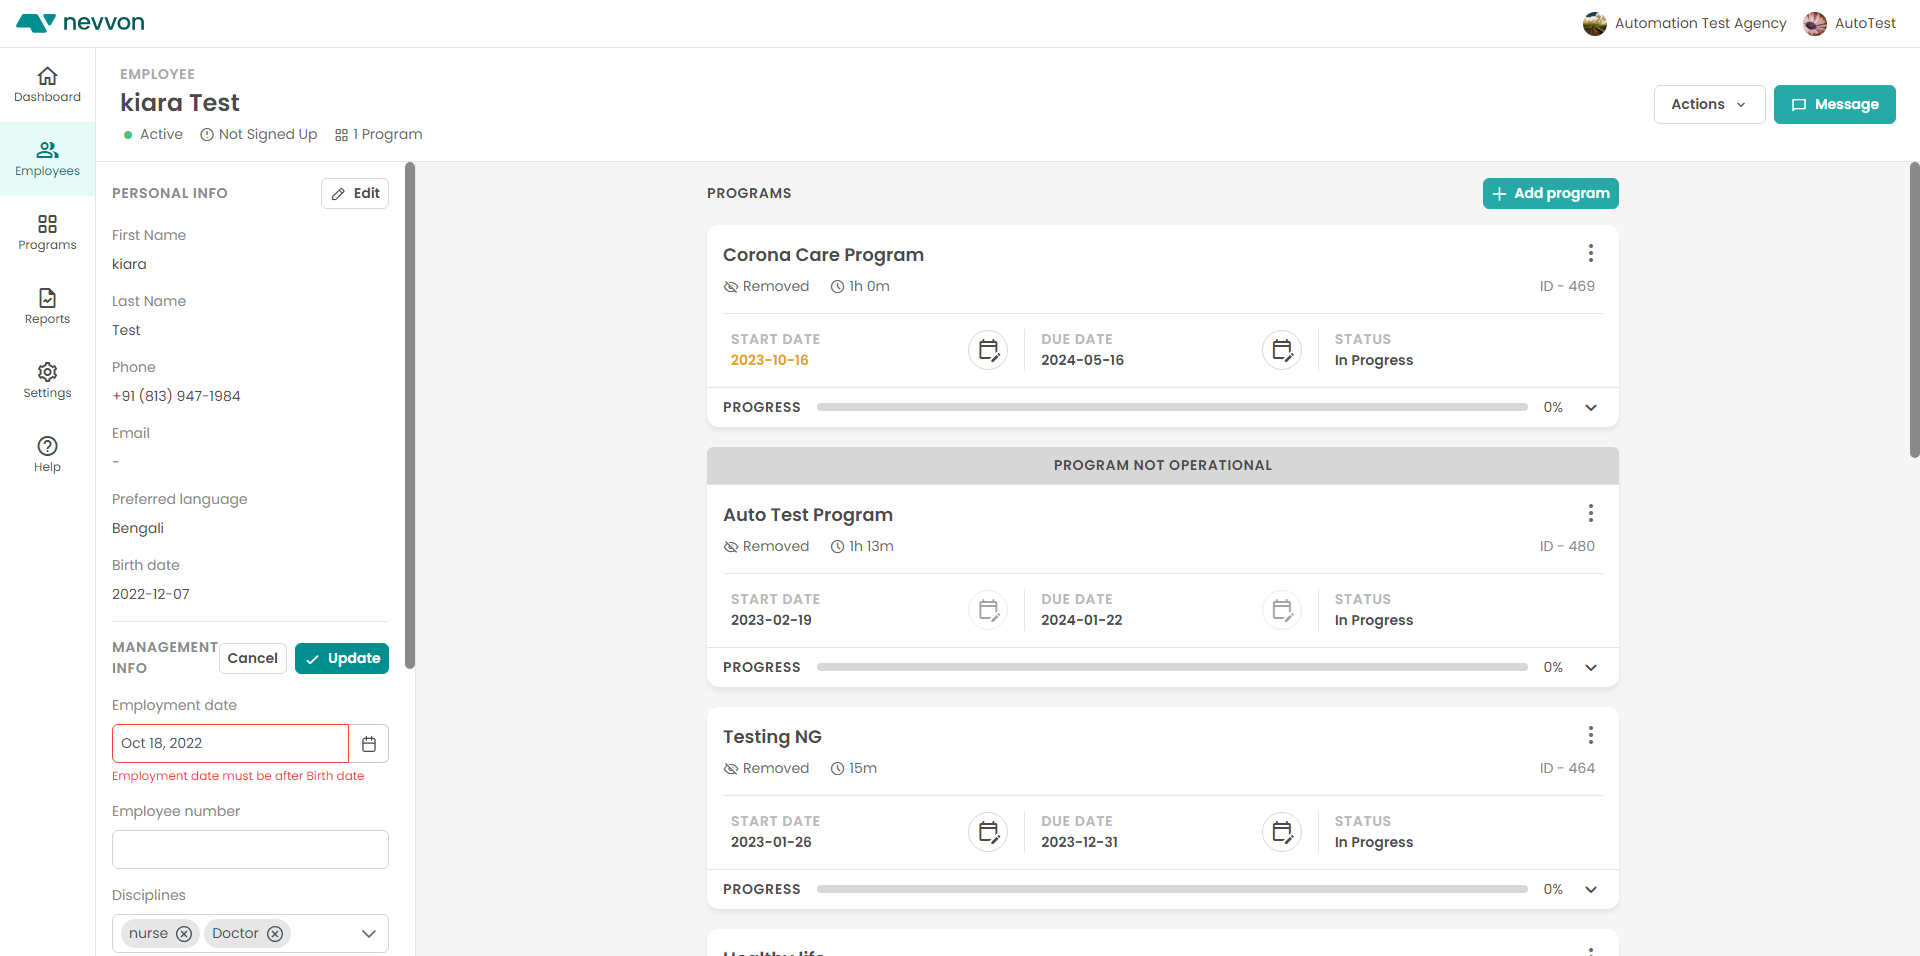 nevvon
Automation Test Agency
AutoTest
Dashboard
Employees
Programs
Reports
Settings
Help
EMPLOYEE
kiara Test
Active
Not Signed Up
1 Program
Actions
Message
PERSONAL INFO
Edit
First Name
kiara
Last Name
Test
Phone
+91 (813) 947-1984
Email
-
Preferred language
Bengali
Birth date
2022-12-07
MANAGEMENT
INFO
Cancel
Update
Employment date
Oct 18, 2022
Employment date must be after Birth date
Employee number
Disciplines
nurse
Doctor
PROGRAMS
Add program
Corona Care Program
Removed
1h 0m
ID - 469
START DATE
2023-10-16
DUE DATE
2024-05-16
STATUS
In Progress
PROGRESS
0%
PROGRAM NOT OPERATIONAL
Auto Test Program
Removed
1h 13m
ID - 480
START DATE
2023-02-19
DUE DATE
2024-01-22
STATUS
In Progress
PROGRESS
0%
Testing NG
Removed
15m
ID - 464
START DATE
2023-01-26
DUE DATE
2023-12-31
STATUS
In Progress
PROGRESS
0%
Healthy life